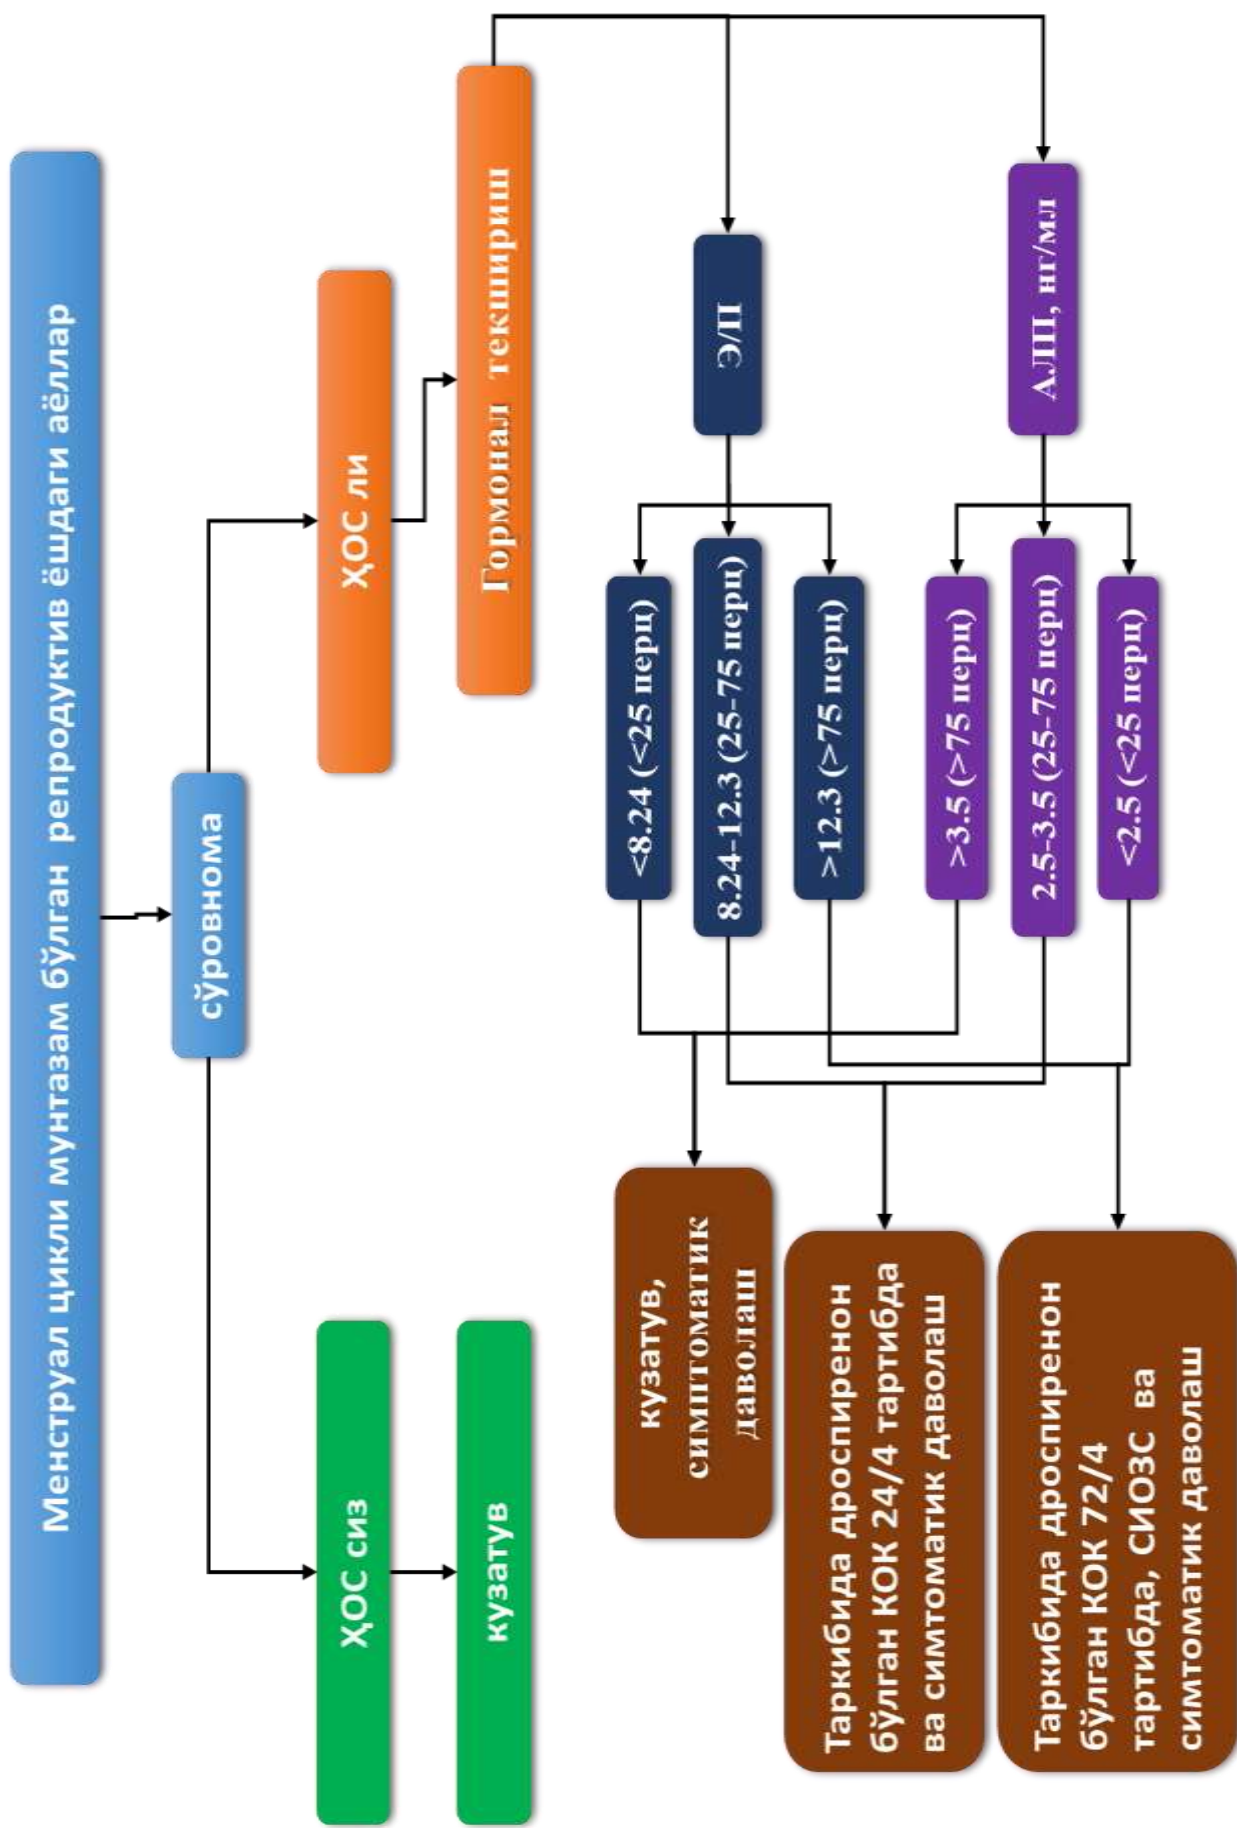 Менструал цикли мунтазам бўлган репродуктив ёшдаги аёллар
сўровнома
ҲОС сиз
ҲОС ли
кузатув
Гормонал текшириш
Э/П
АЛП, нг/мл
<8.24 (<25 перц)
8.24-12.3 (25-75 перц)
>12.3 (>75 перц)
>3.5 (>75 перц)
2.5-3.5 (25-75 перц)
<2.5 (<25 перц)
кузатув,
симптоматик
даволаш
Таркибида дроспиренон
бўлган КОК 24/4 тартибда
ва симтоматик даволаш
Таркибида дроспиренон
бўлган КОК 72/4
тартибда, СИОЗС ва
симтоматик даволаш